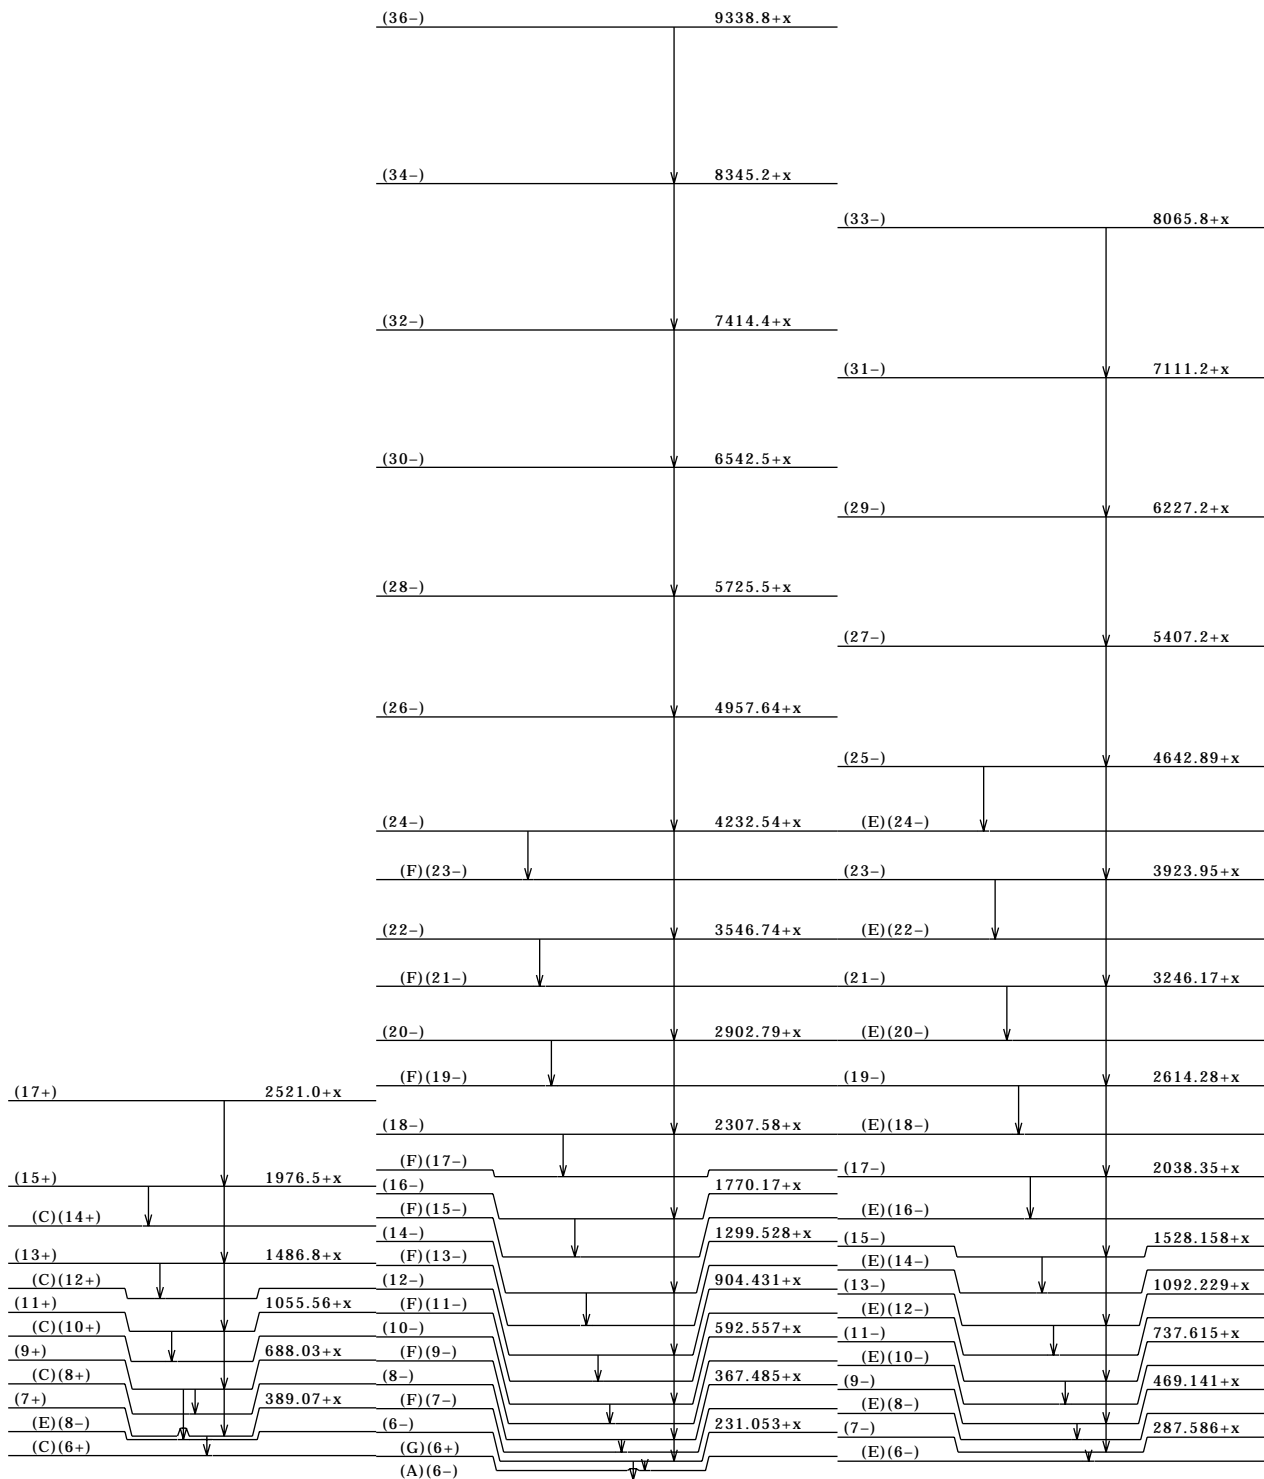 (36−) 9338.8+x
(34−) 8345.2+x
(33−) 8065.8+x
(32−) 7414.4+x
(31−) 7111.2+x
(30−) 6542.5+x
(29−) 6227.2+x
(28−) 5725.5+x
(27−) 5407.2+x
(26−) 4957.64+x
(25−) 4642.89+x
(24−) 4232.54+x (E)(24−)
(F)(23−) (23−) 3923.95+x
(22−) 3546.74+x (E)(22−)
(F)(21−) (21−) 3246.17+x
(20−) 2902.79+x (E)(20−)
(F)(19−) (19−) 2614.28+x
(17+) 2521.0+x
(18−) 2307.58+x (E)(18−)
(F)(17−) (17−) 2038.35+x
(15+) 1976.5+x
(16−) 1770.17+x
(F)(15−) (E)(16−)
(C)(14+)
(14−) 1299.528+x
(15−) 1528.158+x
(13+) 1486.8+x
(F)(13−) (E)(14−)
(C)(12+) (12−) 904.431+x
(13−) 1092.229+x
(11+) 1055.56+x
(F)(11−) (E)(12−)
(C)(10+) (10−) 592.557+x
(11−) 737.615+x
(9+) 688.03+x
(F)(9−) (E)(10−)
(C)(8+) (8−) 367.485+x
(9−) 469.141+x
(7+) 389.07+x
(F)(7−) (E)(8−)
(E)(8−) (6−) 231.053+x
(7−) 287.586+x
(C)(6+) (G)(6+) (E)(6−)
(A)(6−)